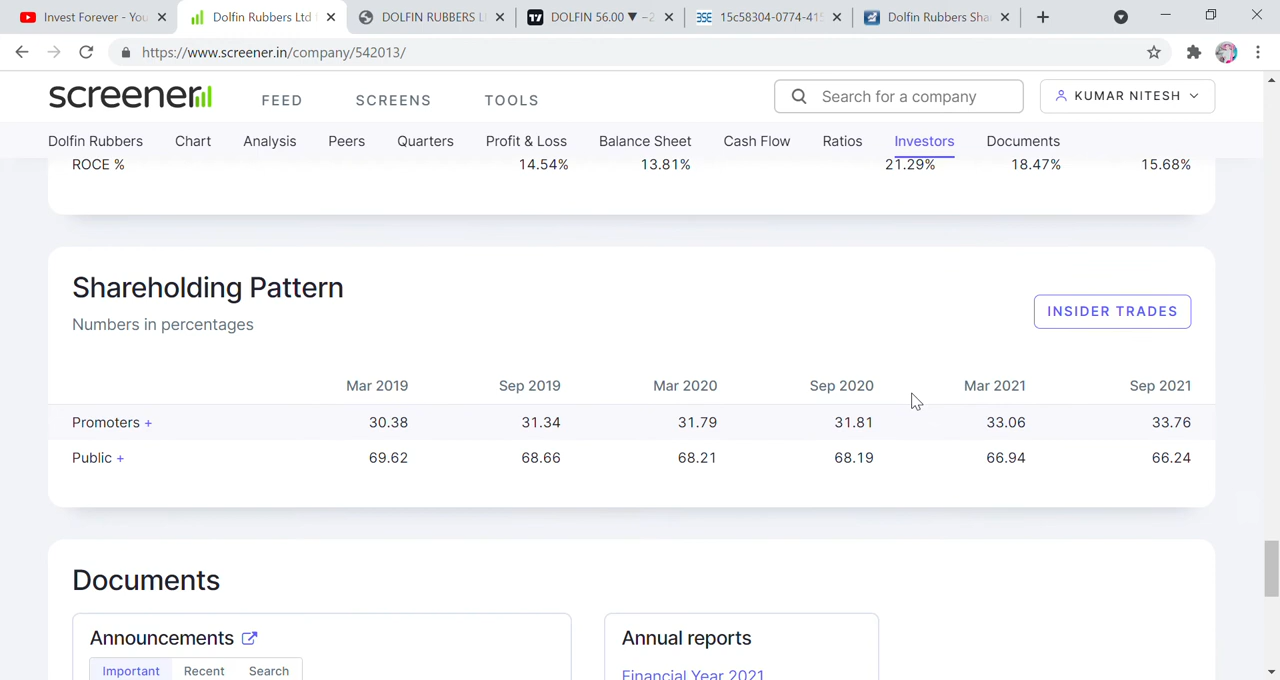 Invest Forever - You
Dolfin Rubbers Ltd
DOLFIN RUBBERS L
DOLFIN 56.00 ▼ −2
15c58304-0774-415
Dolfin Rubbers Sha
https://www.screener.in/company/542013/
screener
FEED SCREENS TOOLS
Search for a company
KUMAR NITESH
Dolfin Rubbers Chart Analysis Peers Quarters Profit & Loss Balance Sheet Cash Flow Ratios Investors Documents
ROCE % 14.54% 13.81% 21.29% 18.47% 15.68%
Shareholding Pattern
Numbers in percentages
INSIDER TRADES
Mar 2019 Sep 2019 Mar 2020 Sep 2020 Mar 2021 Sep 2021
Promoters + 30.38 31.34 31.79 31.81 33.06 33.76
Public + 69.62 68.66 68.21 68.19 66.94 66.24
Documents
Announcements
Important Recent Search
Annual reports
Financial Year 2021